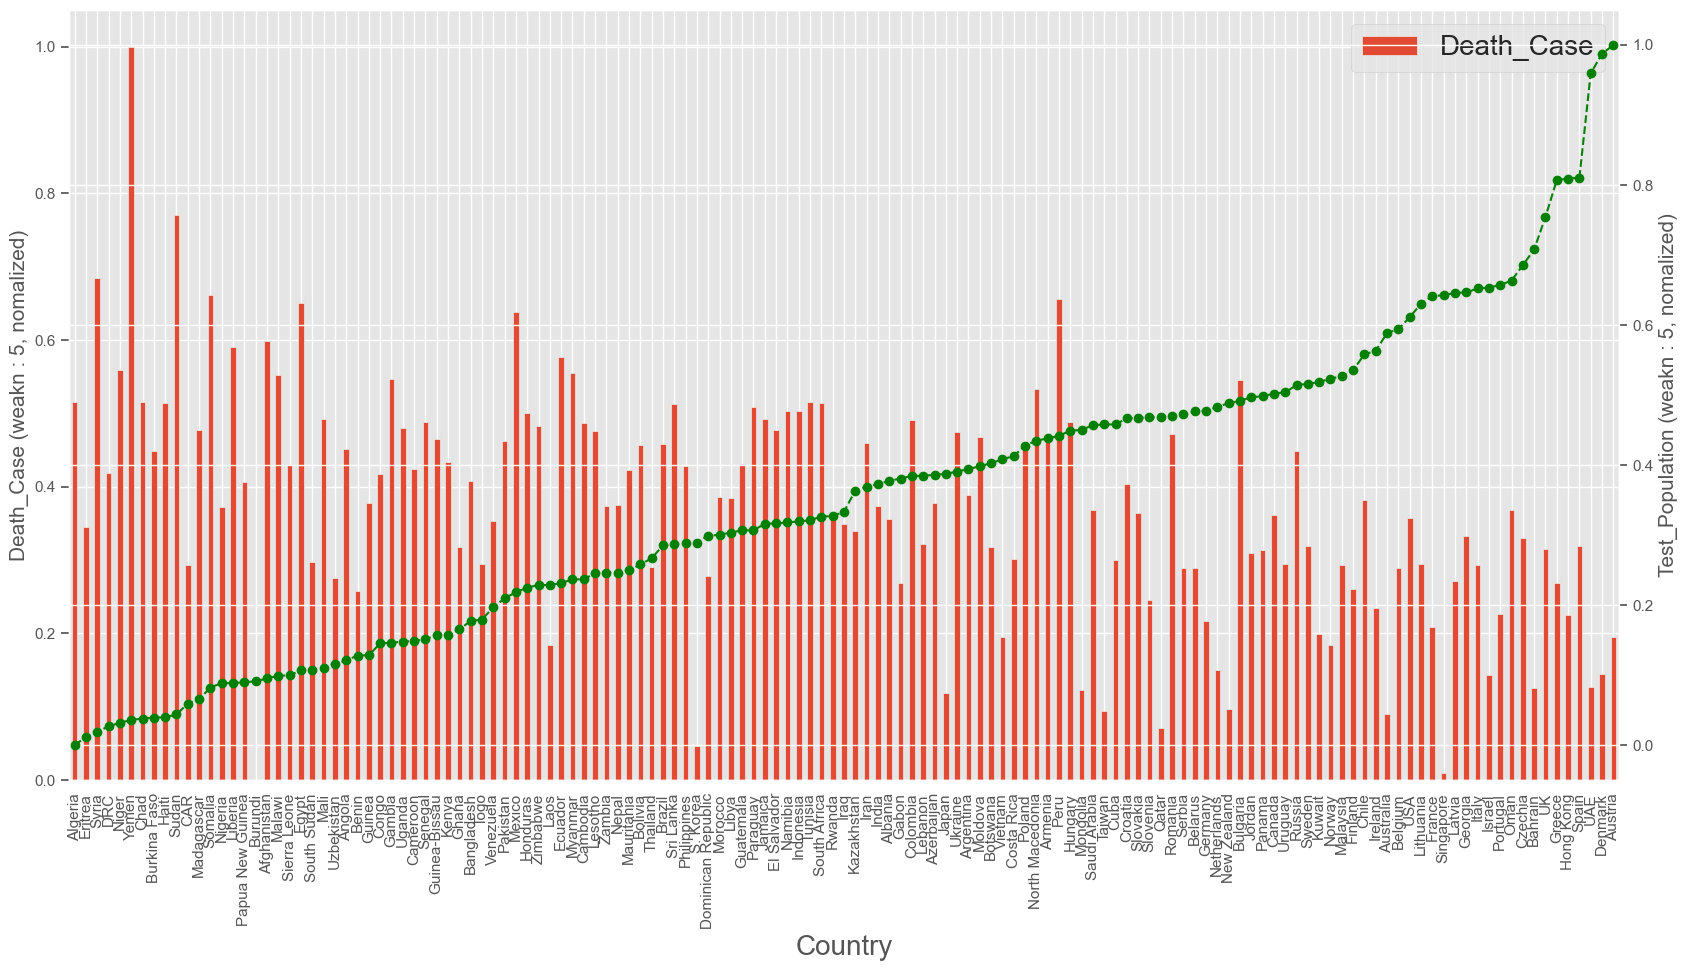 Death_Case
1.0
0.8
0.6
0.4
0.2
0.0
Death_Case (weakn : 5, nomalized)
1.0
0.8
0.6
0.4
0.2
0.0
Test_Population (weakn : 5, nomalized)
Algeria
Eritrea
Syria
DRC
Niger
Yemen
Chad
Burkina Faso
Haiti
Sudan
CAR
Madagascar
Somalia
Nigeria
Liberia
Papua New Guinea
Burundi
Afghanistan
Malawi
Sierra Leone
Egypt
South Sudan
Mali
Uzbekistan
Angola
Benin
Guinea
Congo
Gambia
Uganda
Cameroon
Senegal
Guinea-Bissau
Kenya
Ghana
Bangladesh
Togo
Venezuela
Pakistan
Mexico
Honduras
Zimbabwe
Laos
Ecuador
Myanmar
Cambodia
Lesotho
Zambia
Nepal
Mauritania
Bolivia
Thailand
Brazil
Sri Lanka
Philippines
S. Korea
Dominican Republic
Morocco
Libya
Guatemala
Paraguay
Jamaica
El Salvador
Namibia
Indonesia
Tunisia
South Africa
Rwanda
Iraq
Kazakhstan
Iran
India
Albania
Gabon
Colombia
Lebanon
Azerbaijan
Japan
Ukraine
Argentina
Moldova
Botswana
Vietnam
Costa Rica
Poland
North Macedonia
Armenia
Peru
Hungary
Mongolia
Saudi Arabia
Taiwan
Cuba
Croatia
Slovakia
Slovenia
Qatar
Romania
Serbia
Belarus
Germany
Netherlands
New Zealand
Bulgaria
Jordan
Panama
Canada
Uruguay
Russia
Sweden
Kuwait
Norway
Malaysia
Finland
Chile
Ireland
Australia
Belgium
USA
Lithuania
France
Singapore
Latvia
Georgia
Italy
Israel
Portugal
Oman
Czechia
Bahrain
UK
Greece
Hong Kong
Spain
UAE
Denmark
Austria
Country